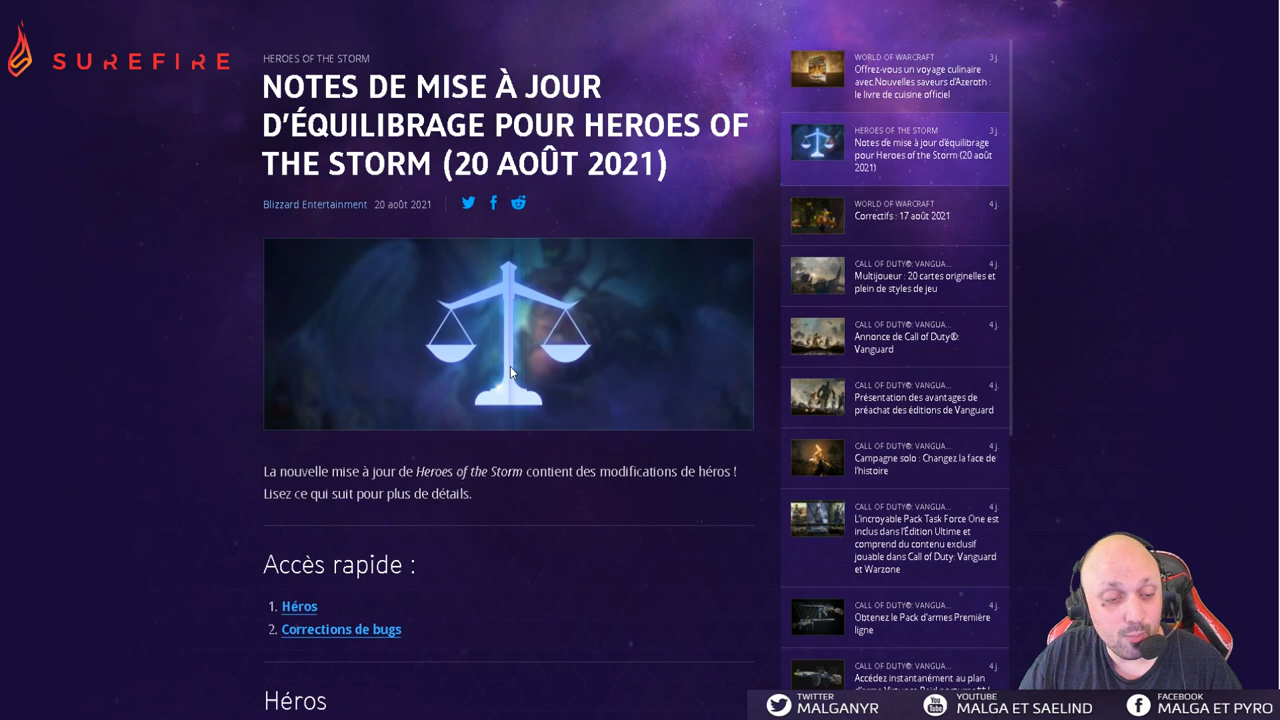 SUREFIRE
HEROES OF THE STORM
NOTES DE MISE À JOUR
D'ÉQUILIBRAGE POUR HEROES OF
THE STORM (20 AOÛT 2021)
Blizzard Entertainment 20 août 2021
La nouvelle mise à jour de Heroes of the Storm contient des modifications de héros !
Lisez ce qui suit pour plus de détails.
Accès rapide :
1. Héros
2. Corrections de bugs
Héros
WORLD OF WARCRAFT 3 j.
Offrez-vous un voyage culinaire
avec Nouvelles saveurs d'Azeroth :
le livre de cuisine officiel
HEROES OF THE STORM 3 j.
Notes de mise à jour d'équilibrage
pour Heroes of the Storm (20 août
2021)
WORLD OF WARCRAFT 4 j.
Correctifs : 17 août 2021
CALL OF DUTY®: VANGUA... 4 j.
Multijoueur : 20 cartes originelles et
plein de styles de jeu
CALL OF DUTY®: VANGUA... 4 j.
Annonce de Call of Duty®:
Vanguard
CALL OF DUTY®: VANGUA... 4 j.
Présentation des avantages de
préachat des éditions de Vanguard
CALL OF DUTY®: VANGUA... 4 j.
Campagne solo : Changez la face de
l'histoire
CALL OF DUTY®: VANGUA... 4 j.
L'incroyable Pack Task Force One est
inclus dans l'Édition Ultime et
comprend du contenu exclusif
jouable dans Call of Duty: Vanguard
et Warzone
CALL OF DUTY®: VANGUA... 4 j.
Obtenez le Pack d'armes Première
ligne
CALL OF DUTY®: VANGUA... 4 j.
Accédez instantanément au plan
TWITTER
MALGANYR
YOUTUBE
MALGA ET SAELIND
FACEBOOK
MALGA ET PYRO